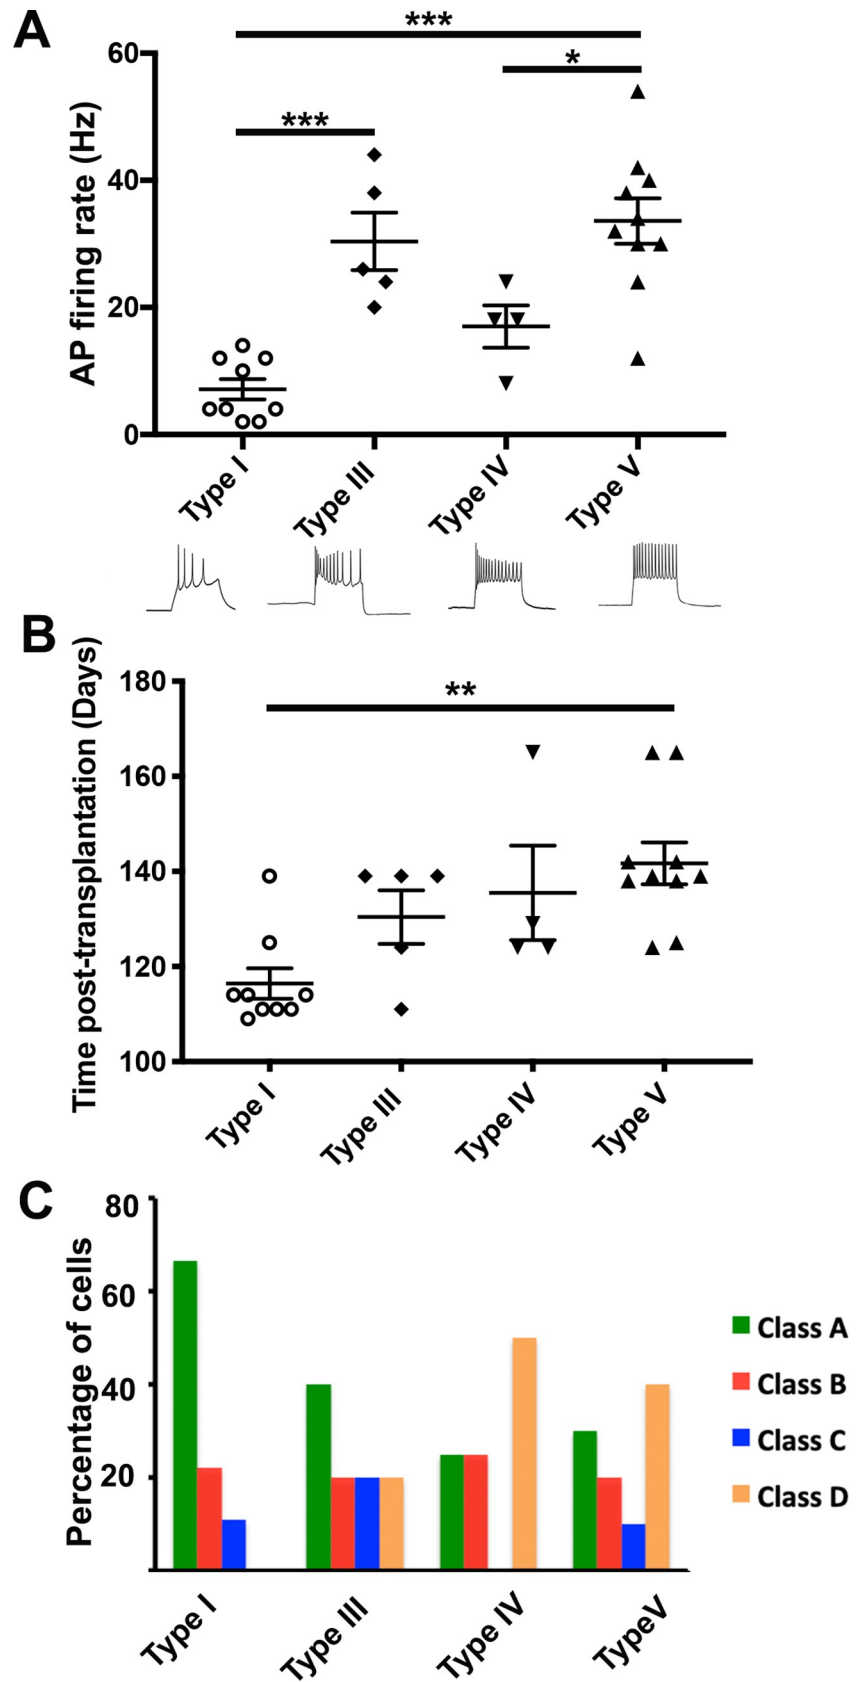 A
***
*
***
AP firing rate (Hz)
60
40
20
0
Type I
Type III
Type IV
Type V
B
**
Time post-transplantation (Days)
180
160
140
120
100
Type I
Type III
Type IV
Type V
C
Percentage of cells
80
60
40
20
Class A
Class B
Class C
Class D
Type I
Type III
Type IV
TypeV